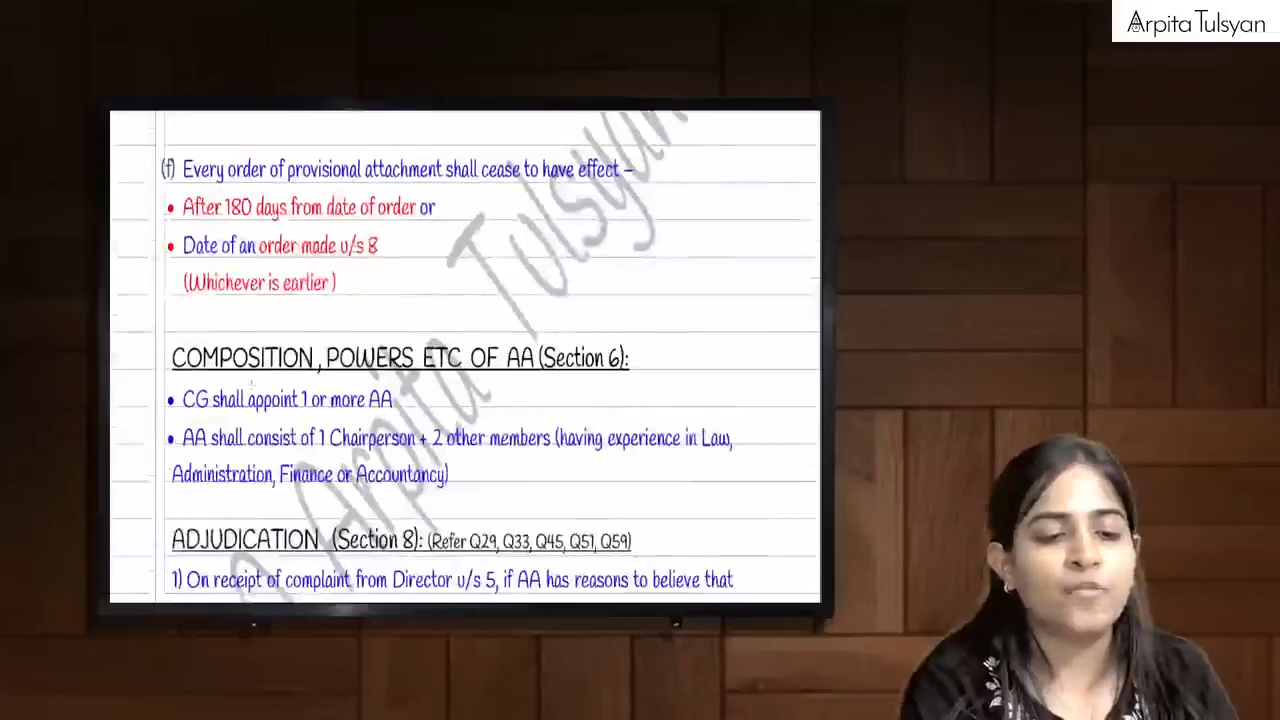 Arpita Tulsyan
(f) Every order of provisional attachment shall cease to have effect –
• After 180 days from date of order or
• Date of an order made u/s 8
(Whichever is earlier)
COMPOSITION, POWERS ETC OF AA (Section 6):
• CG shall appoint 1 or more AA
• AA shall consist of 1 Chairperson + 2 other members (having experience in Law,
Administration, Finance or Accountancy)
ADJUDICATION (Section 8): (Refer Q29, Q33, Q45, Q51, Q59)
1) On receipt of complaint from Director u/s 5, if AA has reasons to believe that
Arpita Tulsyan